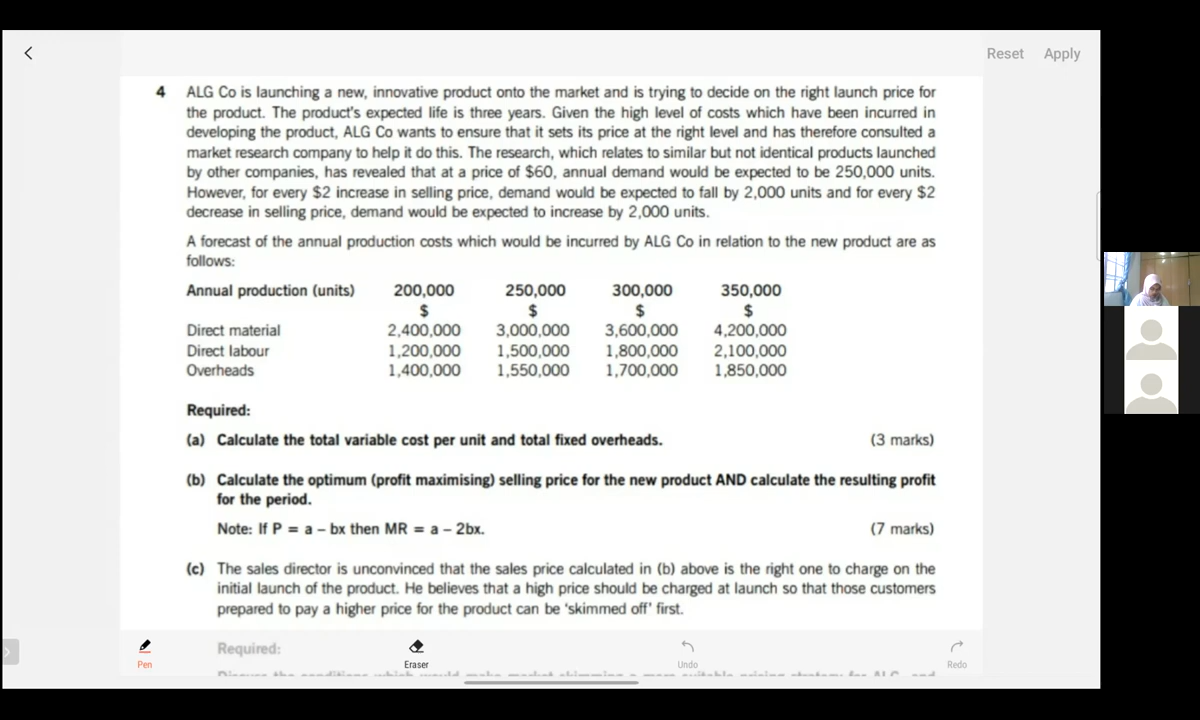 Reset Apply
4 ALG Co is launching a new, innovative product onto the market and is trying to decide on the right launch price for
the product. The product's expected life is three years. Given the high level of costs which have been incurred in
developing the product, ALG Co wants to ensure that it sets its price at the right level and has therefore consulted a
market research company to help it do this. The research, which relates to similar but not identical products launched
by other companies, has revealed that at a price of $60, annual demand would be expected to be 250,000 units.
However, for every $2 increase in selling price, demand would be expected to fall by 2,000 units and for every $2
decrease in selling price, demand would be expected to increase by 2,000 units.
A forecast of the annual production costs which would be incurred by ALG Co in relation to the new product are as
follows:
Annual production (units) 200,000 250,000 300,000 350,000
$ $ $ $
Direct material 2,400,000 3,000,000 3,600,000 4,200,000
Direct labour 1,200,000 1,500,000 1,800,000 2,100,000
Overheads 1,400,000 1,550,000 1,700,000 1,850,000
Required:
(a) Calculate the total variable cost per unit and total fixed overheads. (3 marks)
(b) Calculate the optimum (profit maximising) selling price for the new product AND calculate the resulting profit
for the period.
Note: If P = a – bx then MR = a – 2bx. (7 marks)
(c) The sales director is unconvinced that the sales price calculated in (b) above is the right one to charge on the
initial launch of the product. He believes that a high price should be charged at launch so that those customers
prepared to pay a higher price for the product can be 'skimmed off' first.
Required:
Pen Eraser Undo Redo